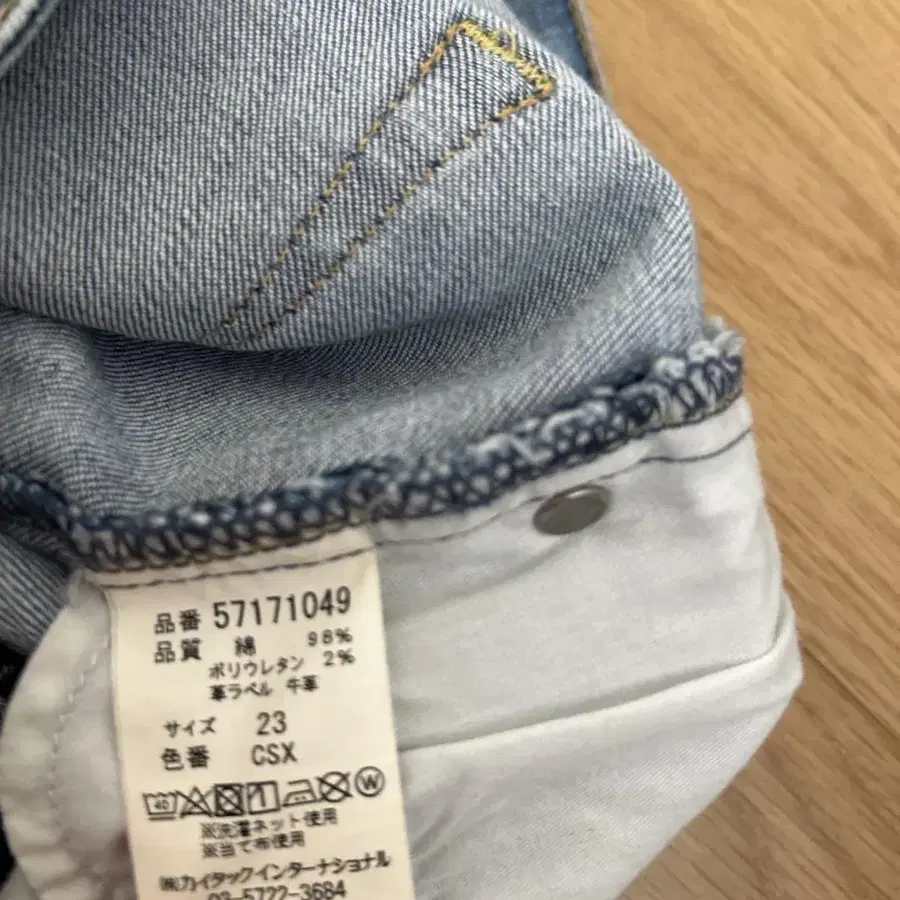 品番 57171049
品質 綿 98%
ポリウレタン 2%
革ラベル 牛革
サイズ 23
色番 CSX
40 W
※洗濯ネット使用
※当て布使用
㈱カイタックインターナショナル
03-5722-3684